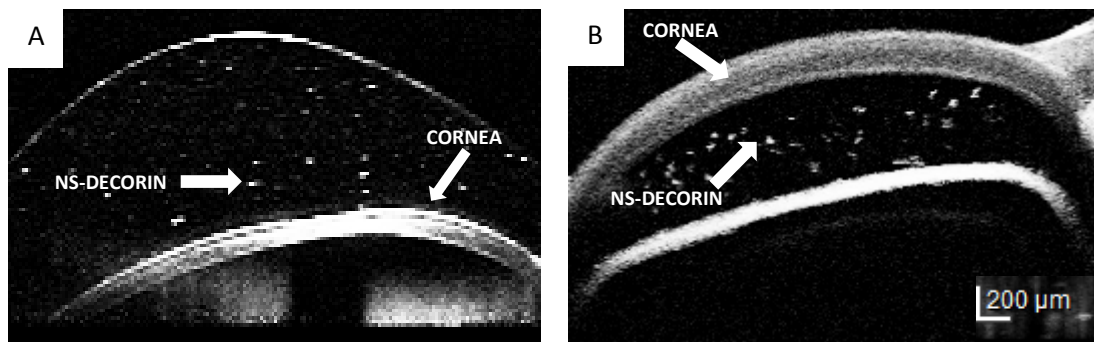 A
CORNEA
NS-DECORIN
B
CORNEA
NS-DECORIN
200 µm